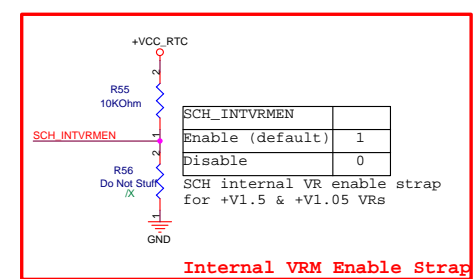 +VCC_RTC
2
R55
10KOhm
1
SCH_INTVRMEN
2
R56
Do Not Stuff
/X
1
GND
SCH_INTVRMEN
Enable (default) 1
Disable 0
SCH internal VR enable strap
for +V1.5 & +V1.05 VRs
Internal VRM Enable Strap